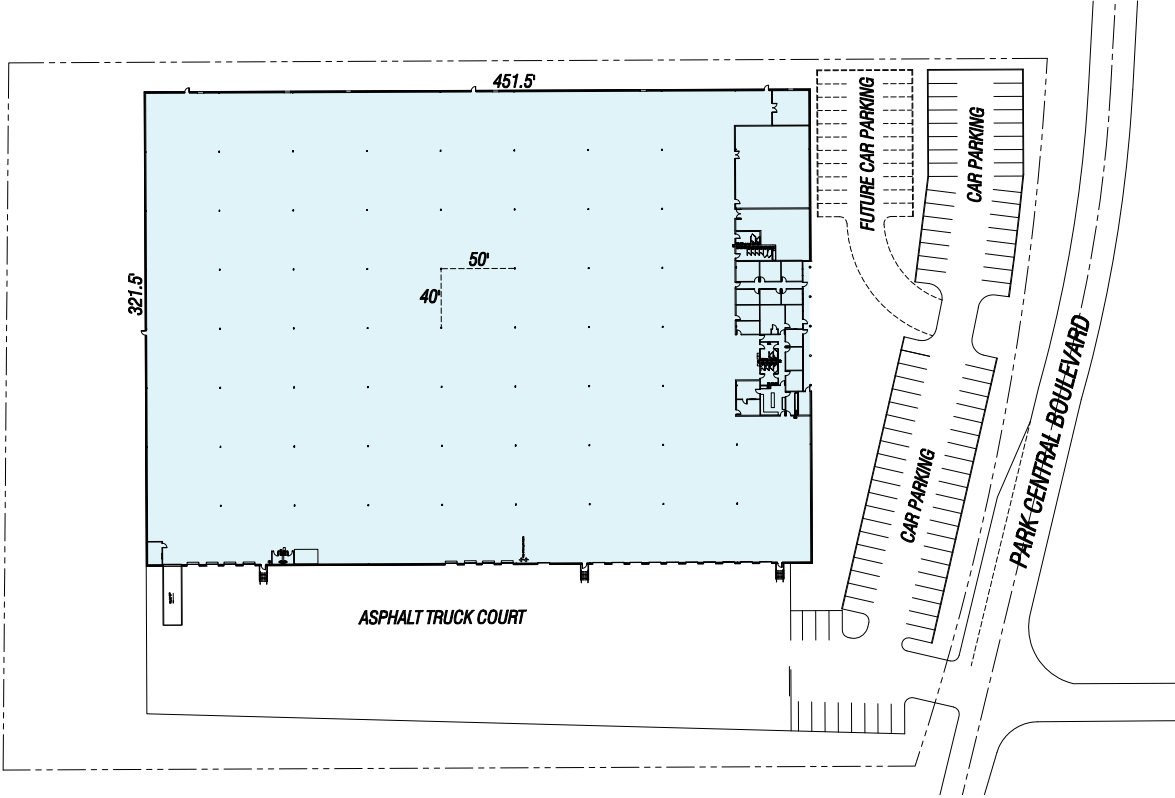 451.5'
FUTURE CAR PARKING
CAR PARKING
321.5'
50'
40'
CAR PARKING
PARK CENTRAL BOULEVARD
ASPHALT TRUCK COURT